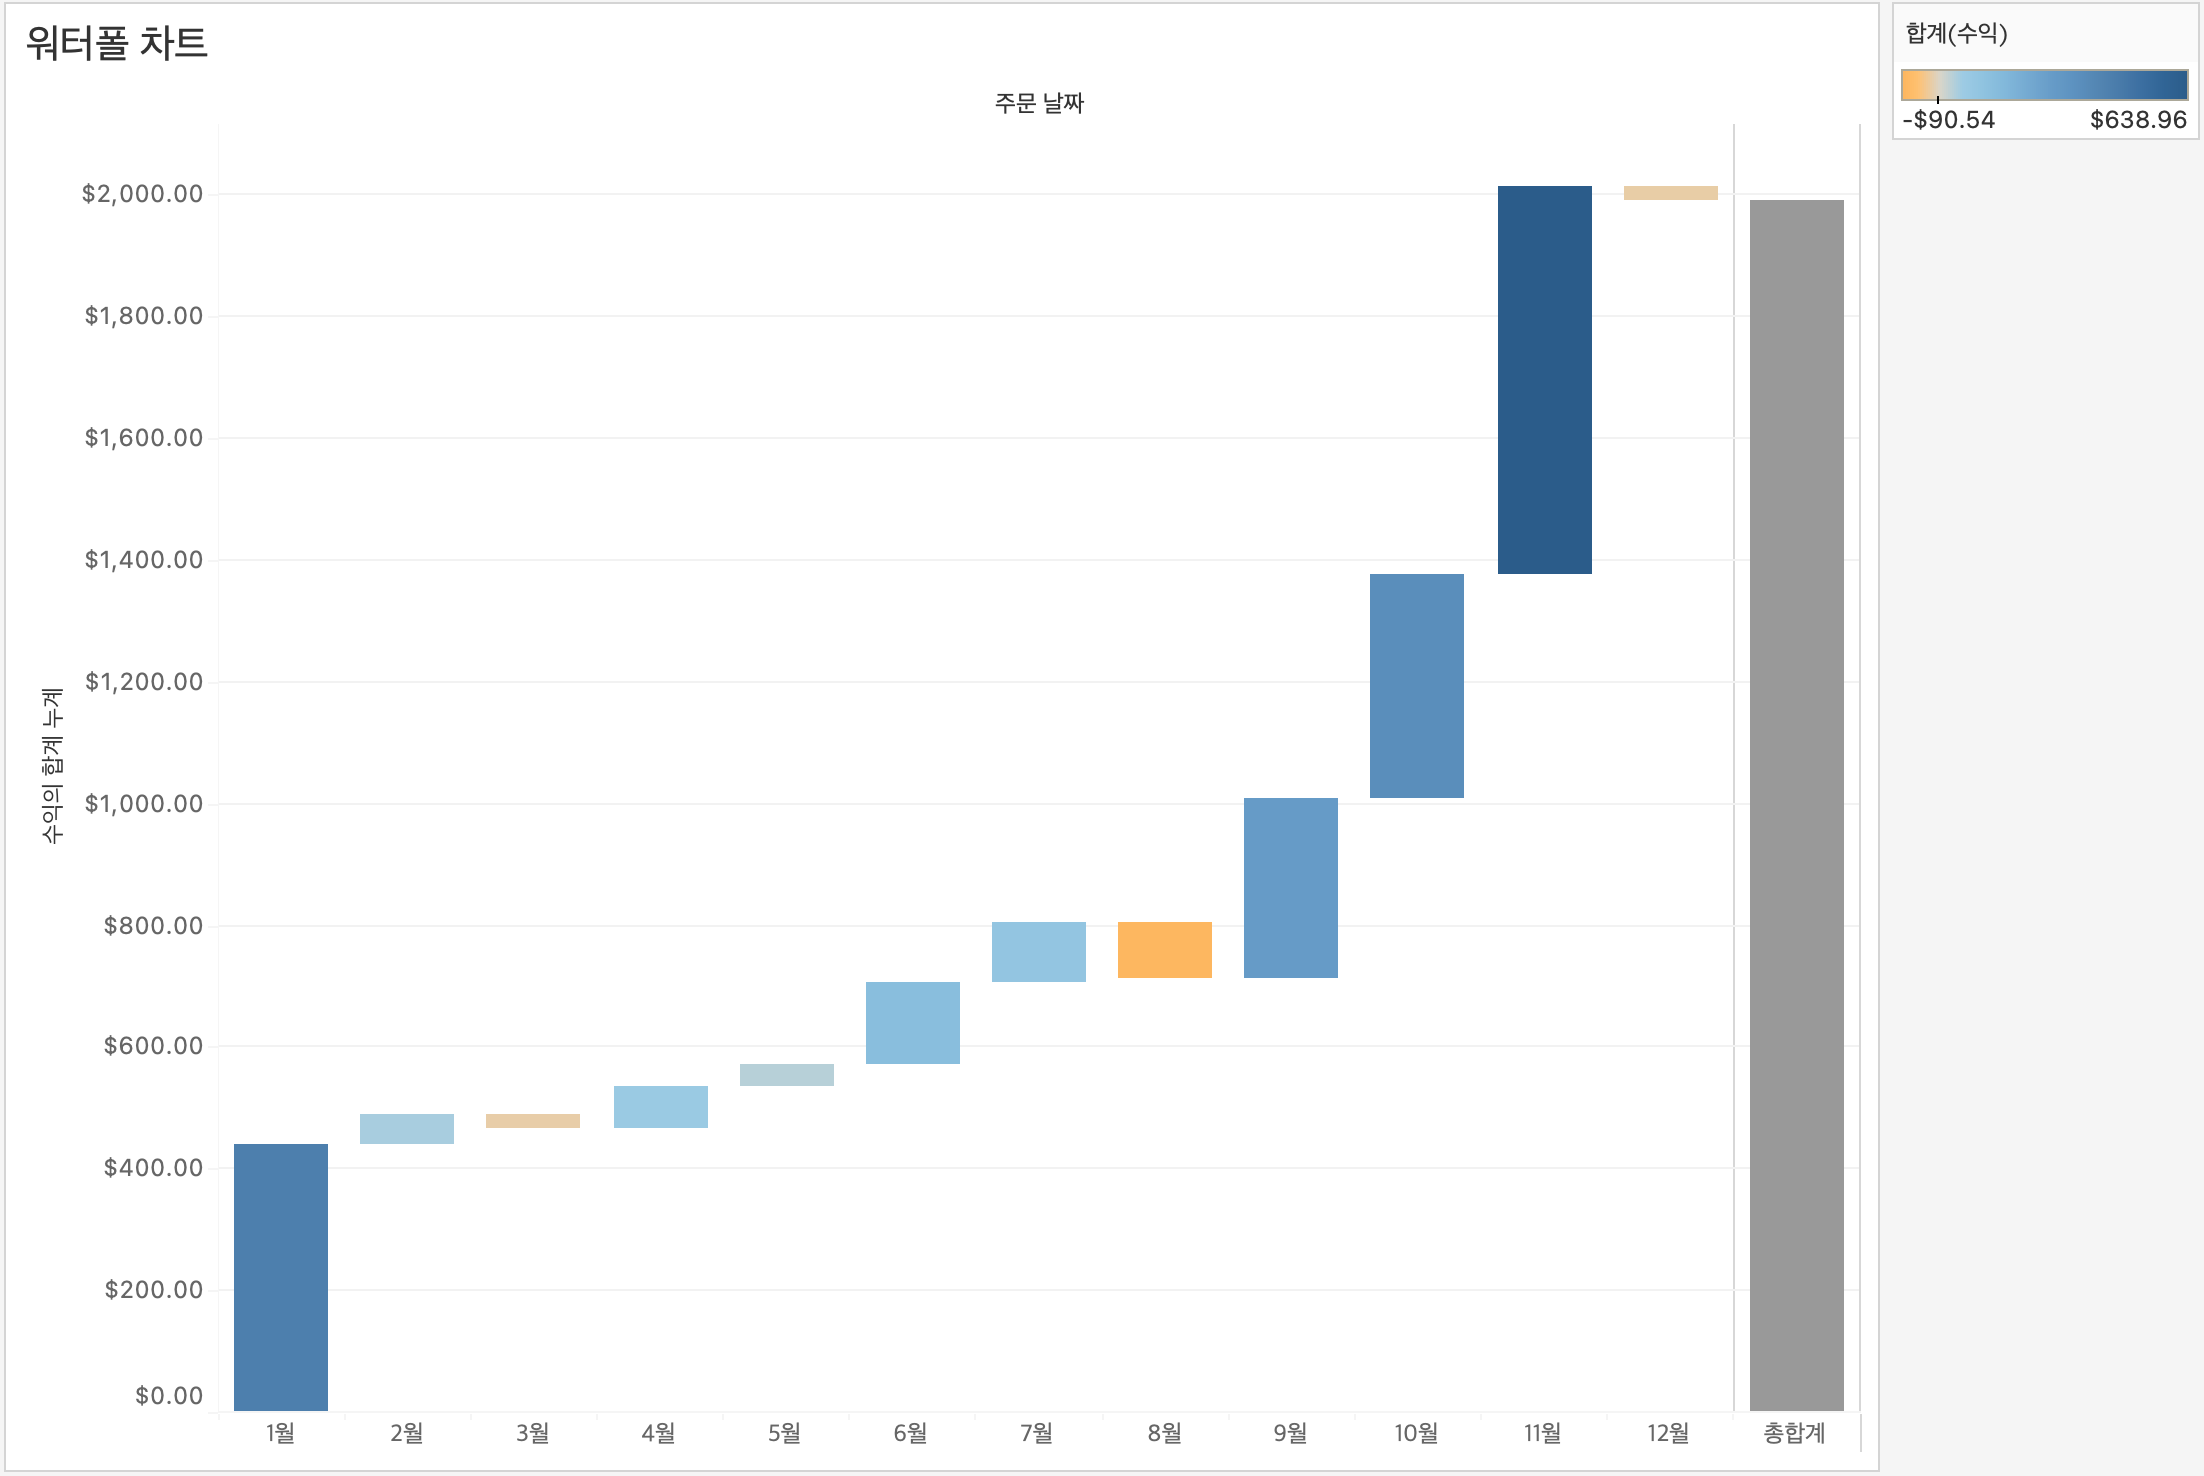 워터폴 차트
주문 날짜
수익의 합계 누계
$2,000.00
$1,800.00
$1,600.00
$1,400.00
$1,200.00
$1,000.00
$800.00
$600.00
$400.00
$200.00
$0.00
1월 2월 3월 4월 5월 6월 7월 8월 9월 10월 11월 12월 총합계
합계(수익)
-$90.54 $638.96